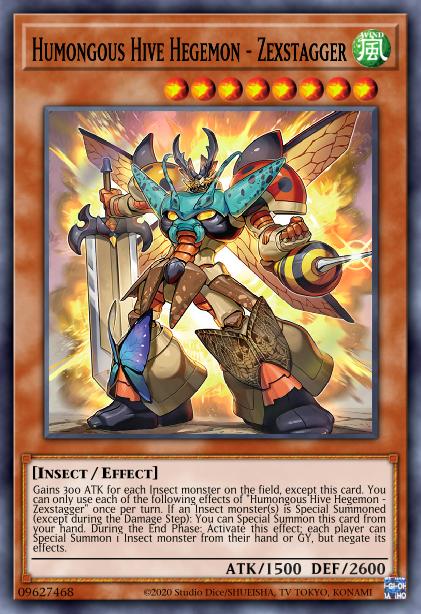 Humongous Hive Hegemon - Zexstagger
WIND
風
[Insect / Effect]
Gains 300 ATK for each Insect monster on the field, except this card. You
can only use each of the following effects of "Humongous Hive Hegemon -
Zexstagger" once per turn. If an Insect monster(s) is Special Summoned
(except during the Damage Step): You can Special Summon this card from
your hand. During the End Phase: Activate this effect; each player can
Special Summon 1 Insect monster from their hand or GY, but negate its
effects.
ATK/1500 DEF/2600
09627468
©2020 Studio Dice/SHUEISHA, TV TOKYO, KONAMI